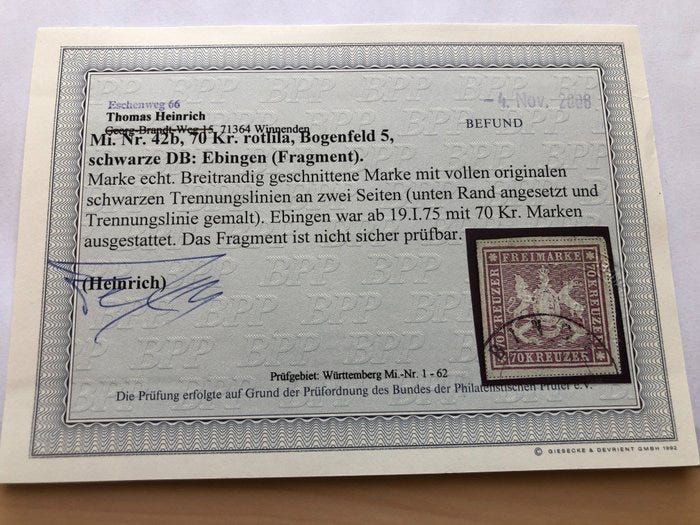 Eschenweg 66
Thomas Heinrich
Georg-Brandt-Weg 15, 71364 Winnenden
- 4. Nov. 2008
BEFUND
Mi. Nr. 42b, 70 Kr. rotlila, Bogenfeld 5,
schwarze DB: Ebingen (Fragment).
Marke echt. Breitrandig geschnittene Marke mit vollen originalen
schwarzen Trennungslinien an zwei Seiten (unten Rand angesetzt und
Trennungslinie gemalt). Ebingen war ab 19.I.75 mit 70 Kr. Marken
ausgestattet. Das Fragment ist nicht sicher prüfbar.
(Heinrich)
FREIMARKE
70 KREUZER
70 KREUZER
70 KREUZER
Prüfgebiet: Württemberg Mi.-Nr. 1 - 62
Die Prüfung erfolgte auf Grund der Prüfordnung des Bundes der Philatelistischen Prüfer e.V.
© GIESECKE & DEVRIENT GMBH 1992
BPP BPP BPP